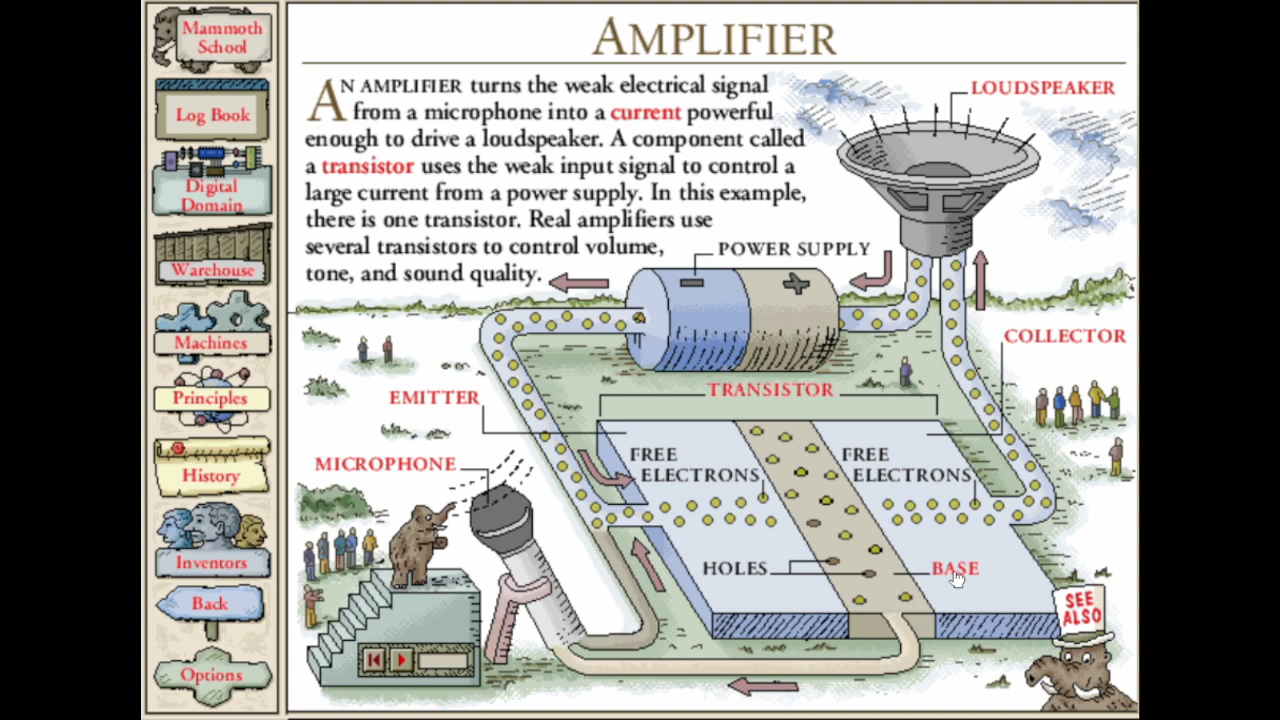 Mammoth
School
Log Book
Digital
Domain
Warehouse
Machines
Principles
History
Inventors
Back
Options
AMPLIFIER
AN AMPLIFIER turns the weak electrical signal
from a microphone into a current powerful
enough to drive a loudspeaker. A component called
a transistor uses the weak input signal to control a
large current from a power supply. In this example,
there is one transistor. Real amplifiers use
several transistors to control volume,
tone, and sound quality.
LOUDSPEAKER
POWER SUPPLY
- +
COLLECTOR
TRANSISTOR
EMITTER
FREE
ELECTRONS
FREE
ELECTRONS
MICROPHONE
HOLES
BASE
SEE
ALSO